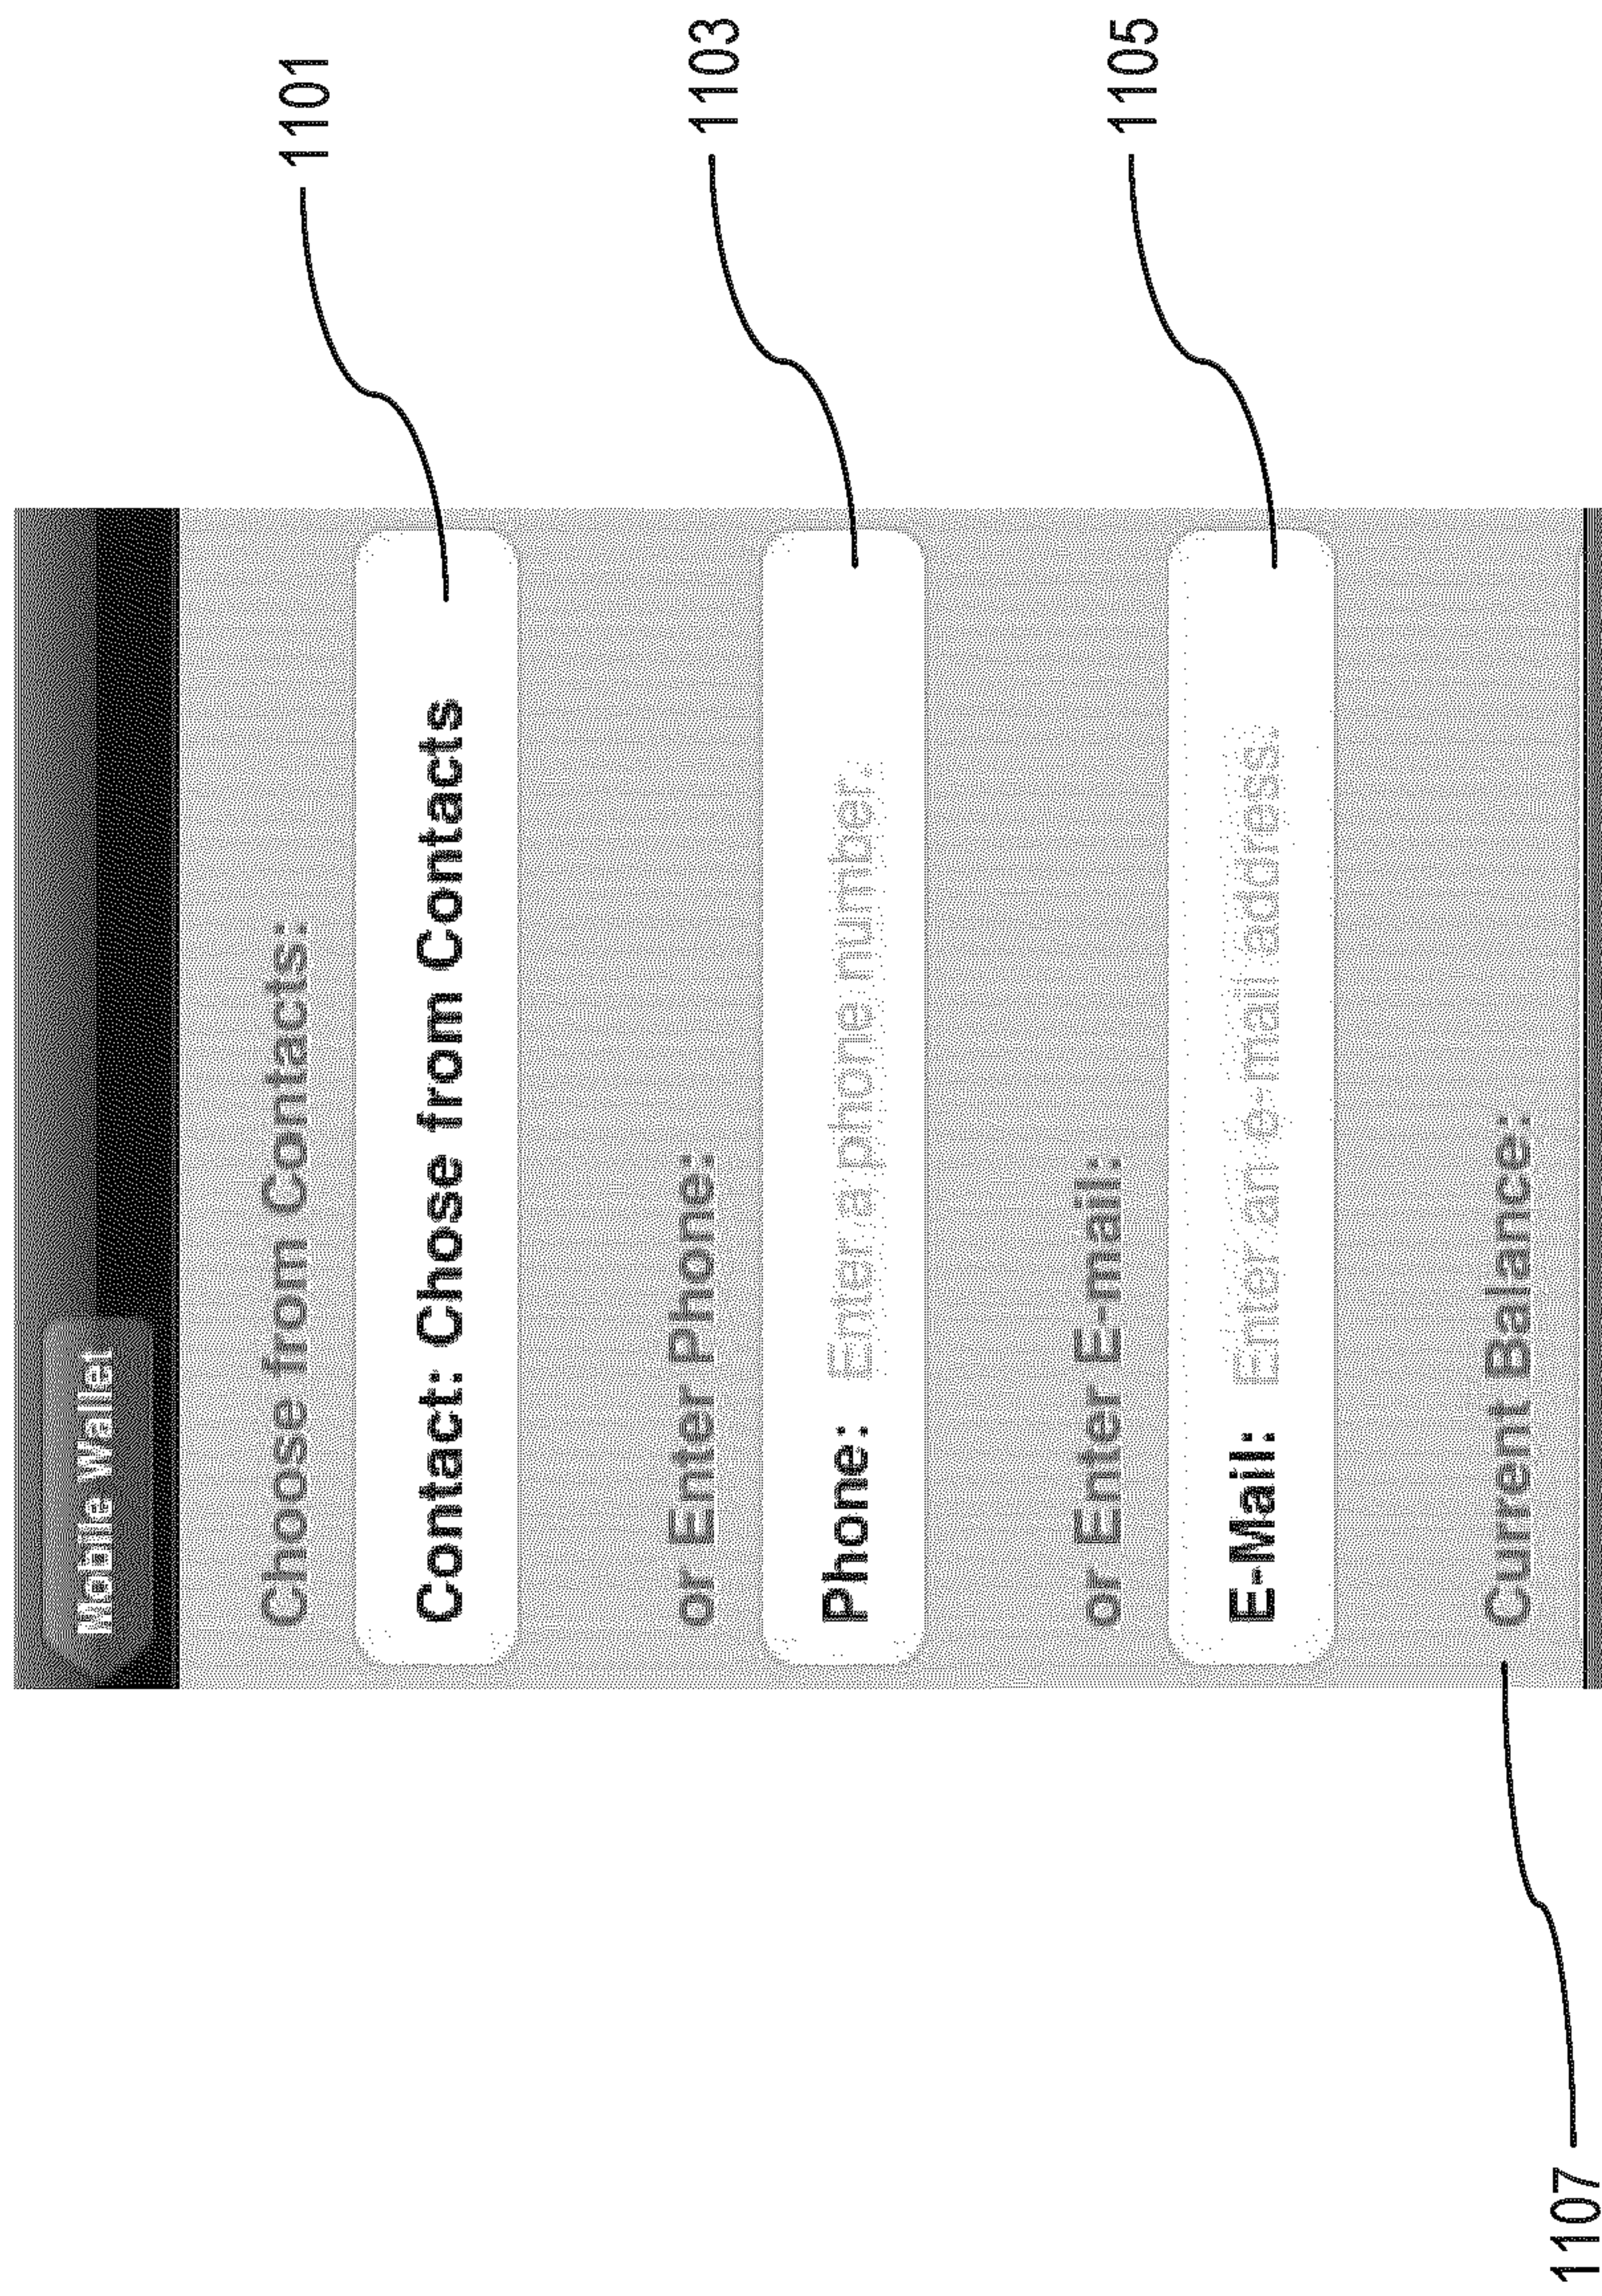 Mobile Wallet
Choose from Contacts:
Contact: Chose from Contacts
1101
or Enter Phone:
Phone: Enter a phone number.
1103
or Enter E-mail:
E-Mail: Enter an e-mail address.
1105
Current Balance:
1107